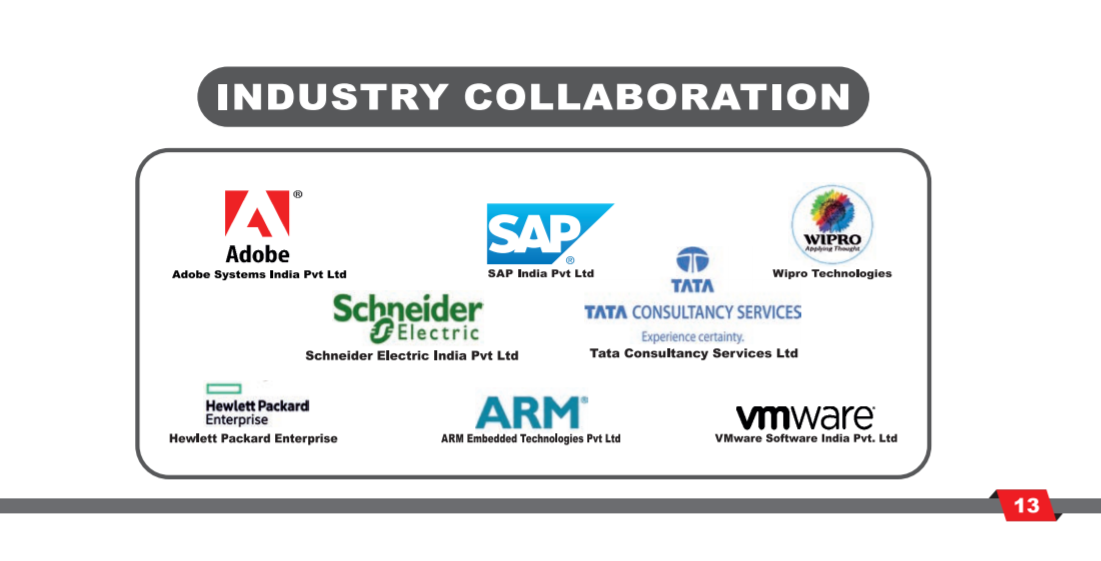 INDUSTRY COLLABORATION
®
Adobe
Adobe Systems India Pvt Ltd
SAP
®
SAP India Pvt Ltd
WIPRO
Applying Thought
Wipro Technologies
Schneider
Electric
Schneider Electric India Pvt Ltd
TATA
TATA CONSULTANCY SERVICES
Experience certainty.
Tata Consultancy Services Ltd
Hewlett Packard
Enterprise
Hewlett Packard Enterprise
ARM®
ARM Embedded Technologies Pvt Ltd
vmware®
VMware Software India Pvt. Ltd
13